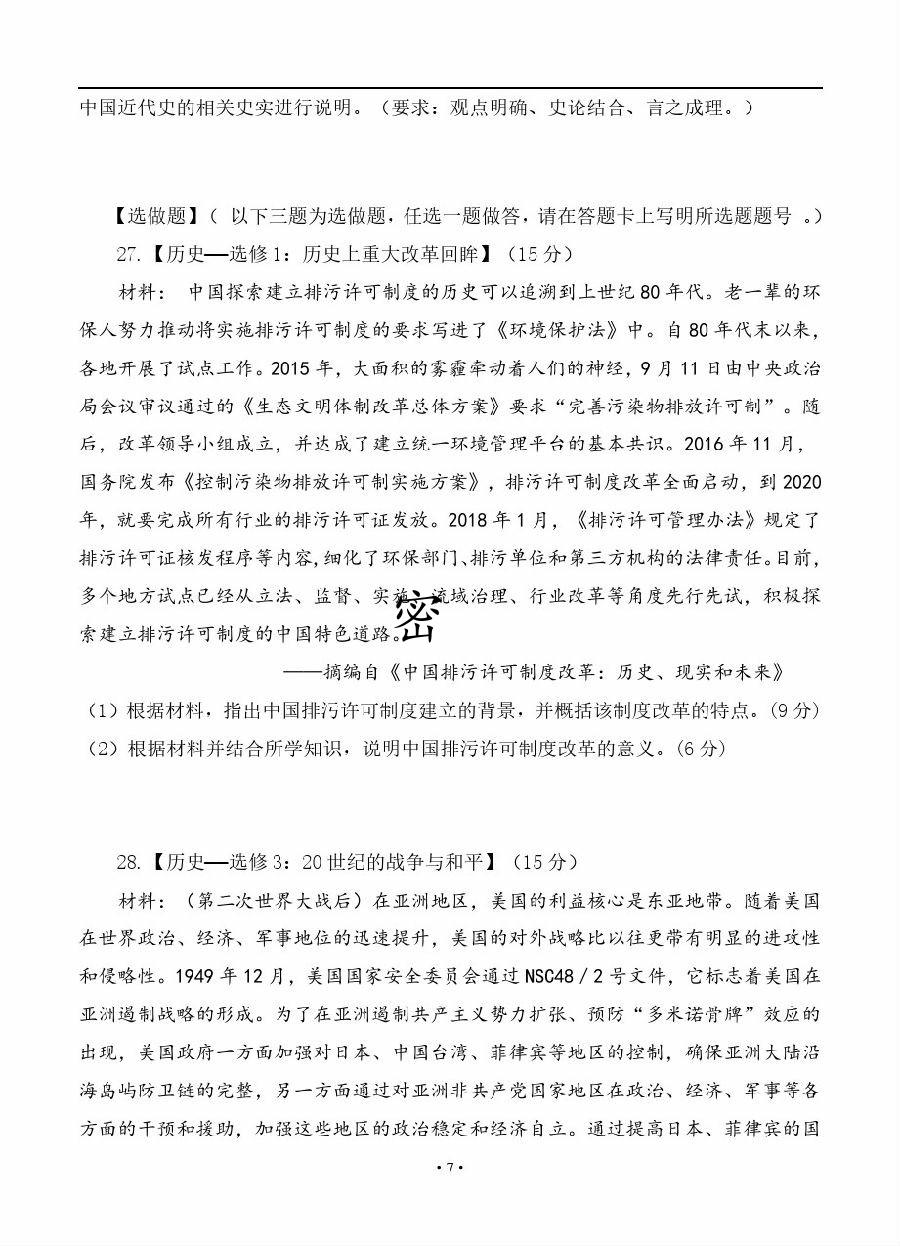 中国近代史的相关史实进行说明。（要求：观点明确、史论结合、言之成理。）
【选做题】（ 以下三题为选做题，任选一题做答，请在答题卡上写明所选题题号 。）
27.【历史——选修1：历史上重大改革回眸】（15分）
材料： 中国探索建立排污许可制度的历史可以追溯到上世纪80年代。老一辈的环
保人努力推动将实施排污许可制度的要求写进了《环境保护法》中。自80年代末以来，
各地开展了试点工作。2015年，大面积的雾霾牵动着人们的神经，9月11日由中央政治
局会议审议通过的《生态文明体制改革总体方案》要求“完善污染物排放许可制”。随
后，改革领导小组成立，并达成了建立统一环境管理平台的基本共识。2016年11月，
国务院发布《控制污染物排放许可制实施方案》，排污许可制度改革全面启动，到2020
年，就要完成所有行业的排污许可证发放。2018年1月，《排污许可管理办法》规定了
排污许可证核发程序等内容,细化了环保部门、排污单位和第三方机构的法律责任。目前，
多个地方试点已经从立法、监督、实施、流域治理、行业改革等角度先行先试，积极探
索建立排污许可制度的中国特色道路。
密
——摘编自《中国排污许可制度改革：历史、现实和未来》
（1）根据材料，指出中国排污许可制度建立的背景，并概括该制度改革的特点。(9分)
（2）根据材料并结合所学知识，说明中国排污许可制度改革的意义。(6分)
28.【历史——选修3：20世纪的战争与和平】（15分）
材料：（第二次世界大战后）在亚洲地区，美国的利益核心是东亚地带。随着美国
在世界政治、经济、军事地位的迅速提升，美国的对外战略比以往更带有明显的进攻性
和侵略性。1949年12月，美国国家安全委员会通过NSC48／2号文件，它标志着美国在
亚洲遏制战略的形成。为了在亚洲遏制共产主义势力扩张、预防“多米诺骨牌”效应的
出现，美国政府一方面加强对日本、中国台湾、菲律宾等地区的控制，确保亚洲大陆沿
海岛屿防卫链的完整，另一方面通过对亚洲非共产党国家地区在政治、经济、军事等各
方面的干预和援助，加强这些地区的政治稳定和经济自立。通过提高日本、菲律宾的国
• 7 •